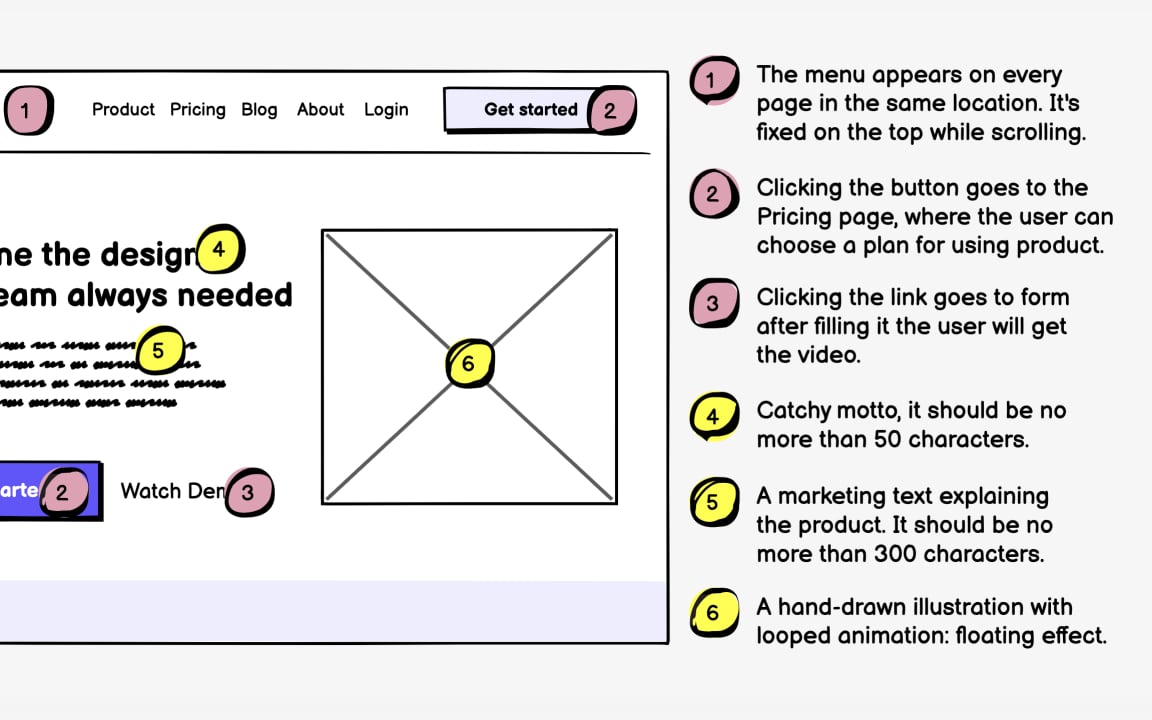 1
Product Pricing Blog About Login
Get started 2
the design 4
always needed
5
6
2
Watch 3
1 The menu appears on every
page in the same location. It's
fixed on the top while scrolling.
2 Clicking the button goes to the
Pricing page, where the user can
choose a plan for using product.
3 Clicking the link goes to form
after filling it the user will get
the video.
4 Catchy motto, it should be no
more than 50 characters.
5 A marketing text explaining
the product. It should be no
more than 300 characters.
6 A hand-drawn illustration with
looped animation: floating effect.